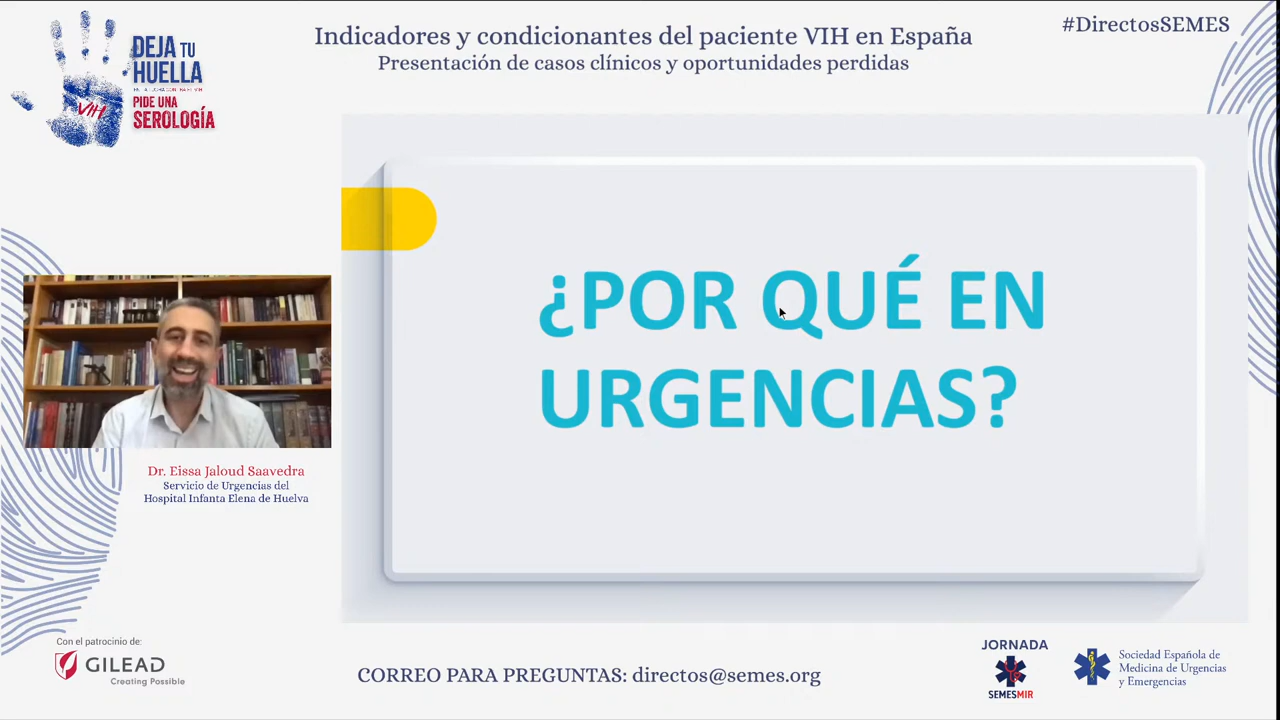 Indicadores y condicionantes del paciente VIH en España
Presentación de casos clínicos y oportunidades perdidas
#DirectosSEMES
DEJA TU
HUELLA
PIDE UNA
SEROLOGÍA
VIH
¿POR QUÉ EN
URGENCIAS?
Dr. Eissa Jaloud Saavedra
Servicio de Urgencias del
Hospital Infanta Elena de Huelva
Con el patrocinio de:
GILEAD
Creating Possible
CORREO PARA PREGUNTAS: directos@semes.org
JORNADA
SEMESMIR
Sociedad Española de
Medicina de Urgencias
y Emergencias